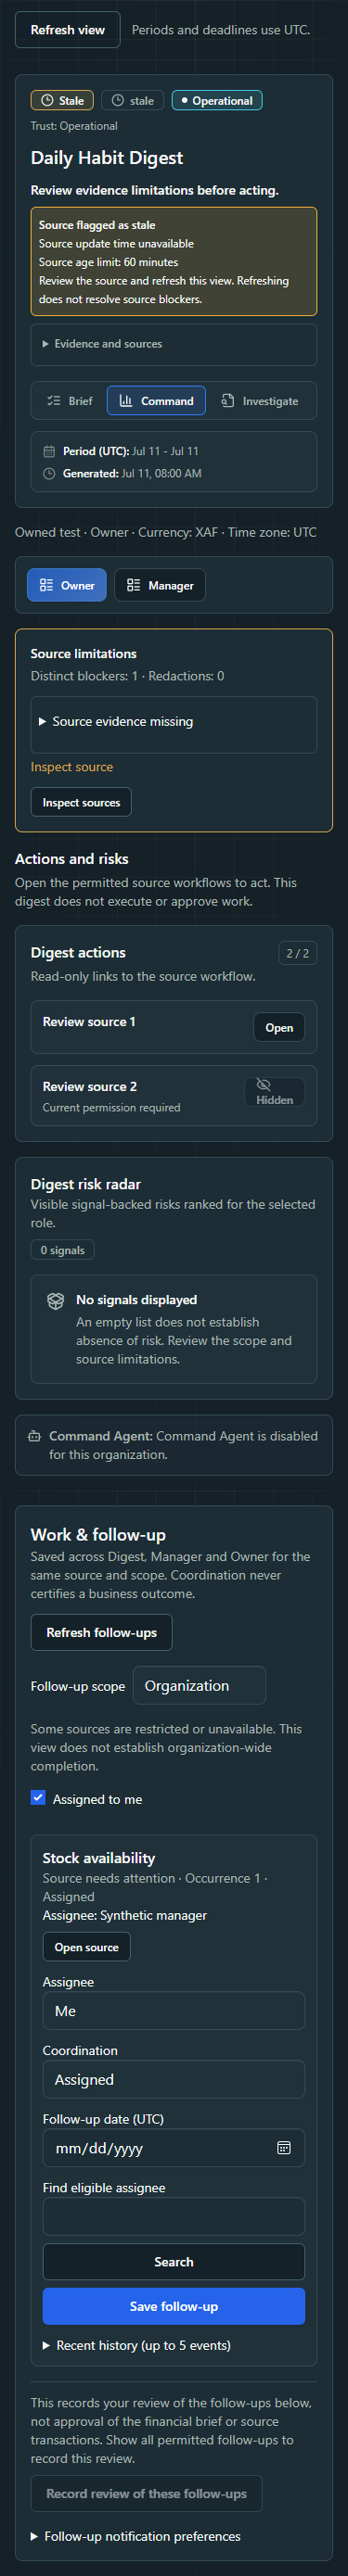 Refresh view
Periods and deadlines use UTC.
Stale
stale
Operational
Trust: Operational
Daily Habit Digest
Review evidence limitations before acting.
Source flagged as stale
Source update time unavailable
Source age limit: 60 minutes
Review the source and refresh this view. Refreshing
does not resolve source blockers.
Evidence and sources
Brief
Command
Investigate
Period (UTC): Jul 11 - Jul 11
Generated: Jul 11, 08:00 AM
Owned test · Owner · Currency: XAF · Time zone: UTC
Owner
Manager
Source limitations
Distinct blockers: 1 · Redactions: 0
Source evidence missing
Inspect source
Inspect sources
Actions and risks
Open the permitted source workflows to act. This
digest does not execute or approve work.
Digest actions
2 / 2
Read-only links to the source workflow.
Review source 1
Open
Review source 2
Current permission required
Hidden
Digest risk radar
Visible signal-backed risks ranked for the selected
role.
0 signals
No signals displayed
An empty list does not establish
absence of risk. Review the scope and
source limitations.
Command Agent: Command Agent is disabled
for this organization.
Work & follow-up
Saved across Digest, Manager and Owner for the
same source and scope. Coordination never
certifies a business outcome.
Refresh follow-ups
Follow-up scope
Organization
Some sources are restricted or unavailable. This
view does not establish organization-wide
completion.
Assigned to me
Stock availability
Source needs attention · Occurrence 1 ·
Assigned
Assignee: Synthetic manager
Open source
Assignee
Me
Coordination
Assigned
Follow-up date (UTC)
mm/dd/yyyy
Find eligible assignee
Search
Save follow-up
Recent history (up to 5 events)
This records your review of the follow-ups below,
not approval of the financial brief or source
transactions. Show all permitted follow-ups to
record this review.
Record review of these follow-ups
Follow-up notification preferences